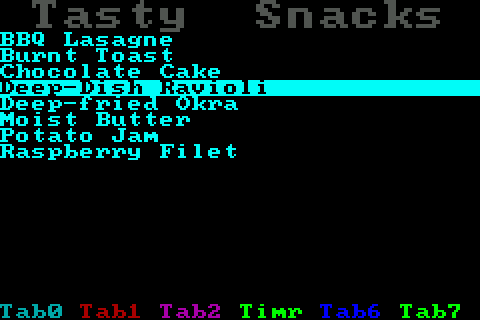 Tasty Snacks
BBQ Lasagne
Burnt Toast
Chocolate Cake
Deep-Dish Ravioli
Deep-fried Okra
Moist Butter
Potato Jam
Raspberry Filet
Tab0 Tab1 Tab2 Timr Tab6 Tab7